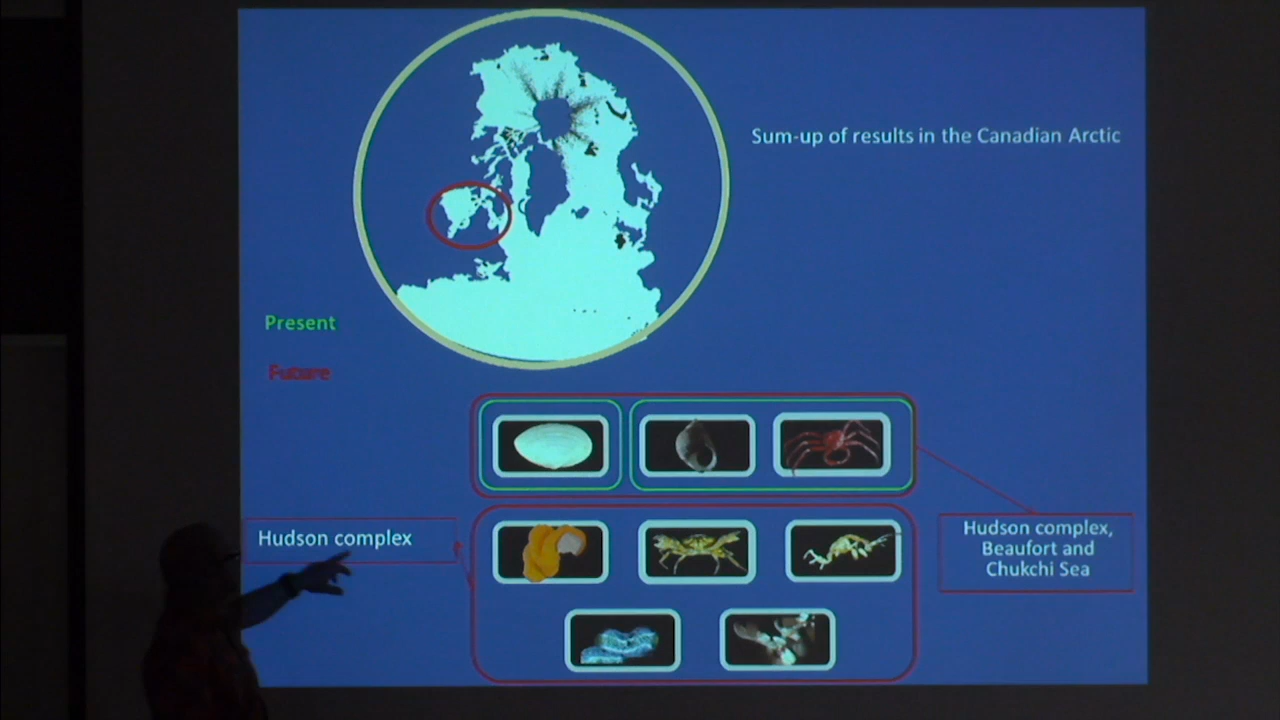 Sum-up of results in the Canadian Arctic
Present
Future
Hudson complex
Hudson complex,
Beaufort and
Chukchi Sea